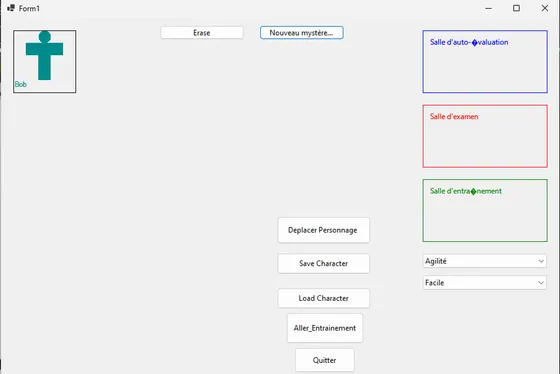 Form1
Erase
Nouveau mystère...
Bob
Salle d'auto-�valuation
Salle d'examen
Salle d'entra�nement
Deplacer Personnage
Save Character
Agilité
Facile
Load Character
Aller_Entrainement
Quitter